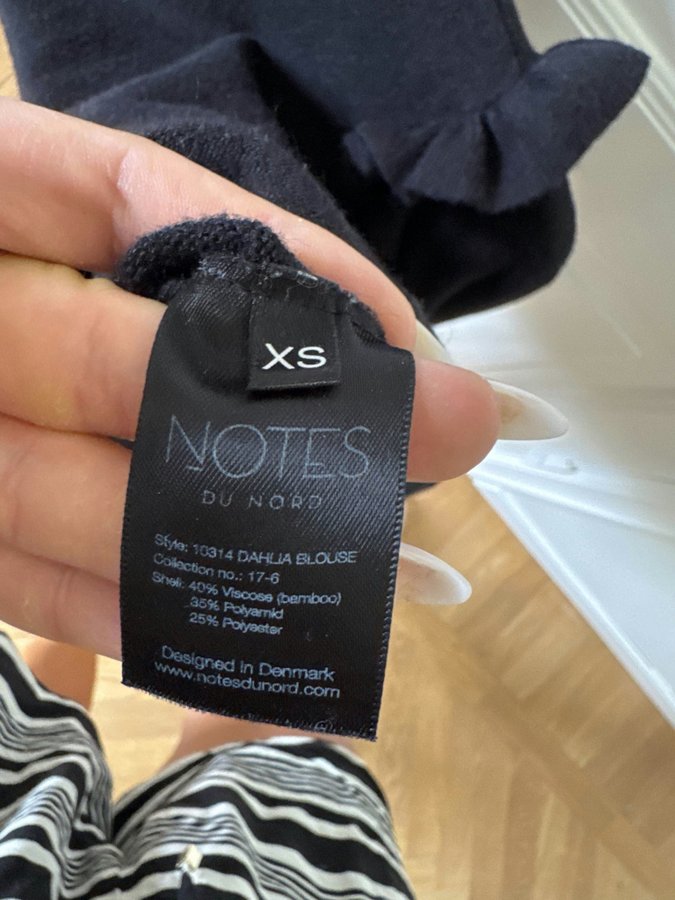 XS
NOTES
DU NORD
Style: 10314 DAHLIA BLOUSE
Collection no.: 17-6
Shell: 40% Viscose (bamboo)
35% Polyamid
25% Polyester
Designed in Denmark
www.notesdunord.com